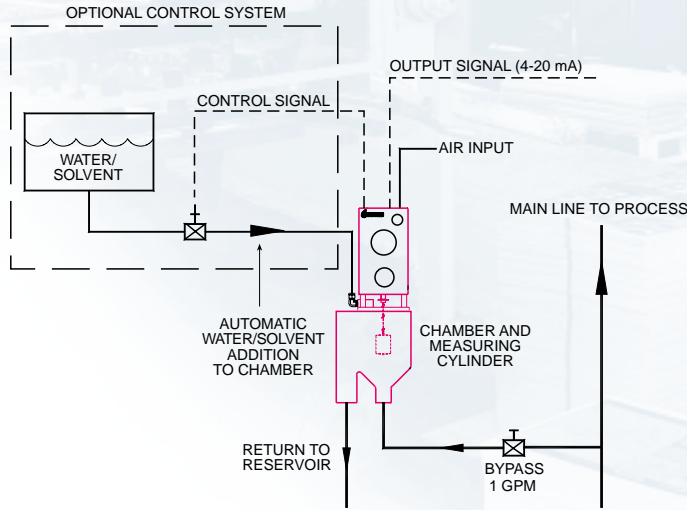 OPTIONAL CONTROL SYSTEM
OUTPUT SIGNAL (4-20 mA)
CONTROL SIGNAL
WATER/
SOLVENT
AIR INPUT
MAIN LINE TO PROCESS
AUTOMATIC
WATER/SOLVENT
ADDITION
TO CHAMBER
CHAMBER AND
MEASURING
CYLINDER
RETURN TO
RESERVOIR
BYPASS
1 GPM